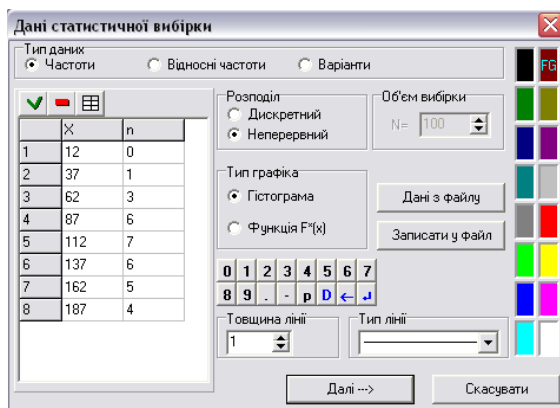 Дані статистичної вибірки
Тип даних
Частоти Відносні частоти Варіанти
FG
X n
1 12 0
2 37 1
3 62 3
4 87 6
5 112 7
6 137 6
7 162 5
8 187 4
Розподіл
Дискретний
Неперервний
Об'єм вибірки
N= 100
Тип графіка
Гістограма
Функція F*(x)
Дані з файлу
Записати у файл
0 1 2 3 4 5 6 7
8 9 . - p D ← ↲
Товщина лінії
1
Тип лінії
Далі --->
Скасувати